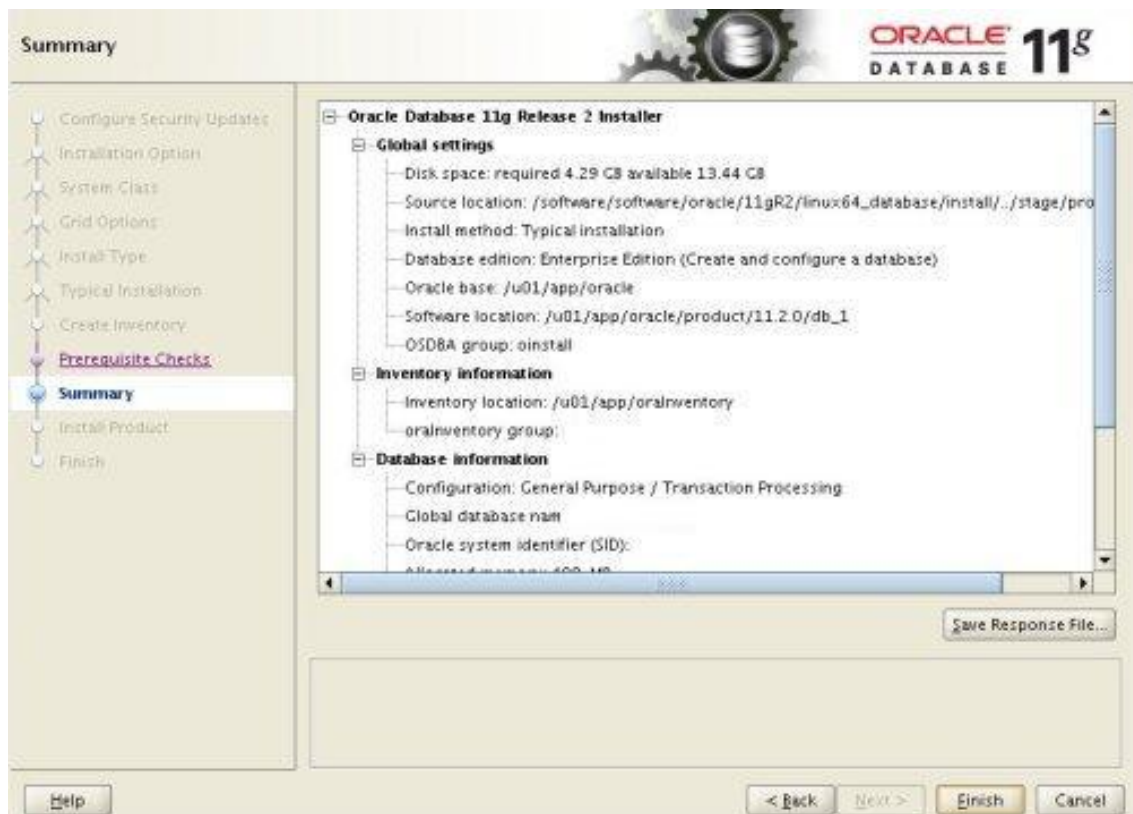 Summary
ORACLE
DATABASE
11g
Configure Security Updates
Installation Option
System Class
Grid Options
Install Type
Typical Installation
Create Inventory
Prerequisite Checks
Summary
Install Product
Finish
Oracle Database 11g Release 2 Installer
Global settings
Disk space: required 4.29 GB available 13.44 GB
Source location: /software/software/oracle/11gR2/linux64_database/install/../stage/pro
Install method: Typical installation
Database edition: Enterprise Edition (Create and configure a database)
Oracle base: /u01/app/oracle
Software location: /u01/app/oracle/product/11.2.0/db_1
OSDBA group: oinstall
Inventory information
Inventory location: /u01/app/oraInventory
oraInventory group:
Database information
Configuration: General Purpose / Transaction Processing
Global database nam
Oracle system identifier (SID):
Save Response File...
Help
< Back
Next >
Finish
Cancel